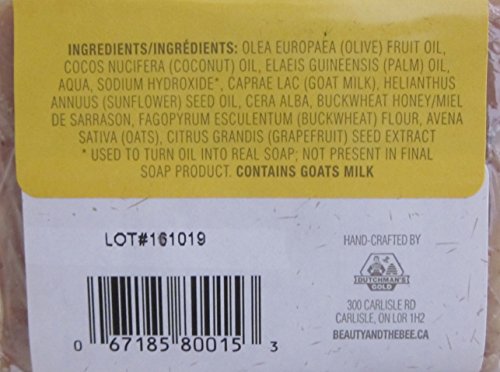 INGREDIENTS/INGRÉDIENTS: OLEA EUROPAEA (OLIVE) FRUIT OIL,
COCOS NUCIFERA (COCONUT) OIL, ELAEIS GUINEENSIS (PALM) OIL,
AQUA, SODIUM HYDROXIDE*, CAPRAE LAC (GOAT MILK), HELIANTHUS
ANNUUS (SUNFLOWER) SEED OIL, CERA ALBA, BUCKWHEAT HONEY/MIEL
DE SARRASON, FAGOPYRUM ESCULENTUM (BUCKWHEAT) FLOUR, AVENA
SATIVA (OATS), CITRUS GRANDIS (GRAPEFRUIT) SEED EXTRACT
* USED TO TURN OIL INTO REAL SOAP; NOT PRESENT IN FINAL
SOAP PRODUCT. CONTAINS GOATS MILK
LOT#161019
0 67185 80015 3
HAND-CRAFTED BY
DUTCHMAN'S
GOLD
300 CARLISLE RD
CARLISLE, ON L0R 1H2
BEAUTYANDTHEBEE.CA